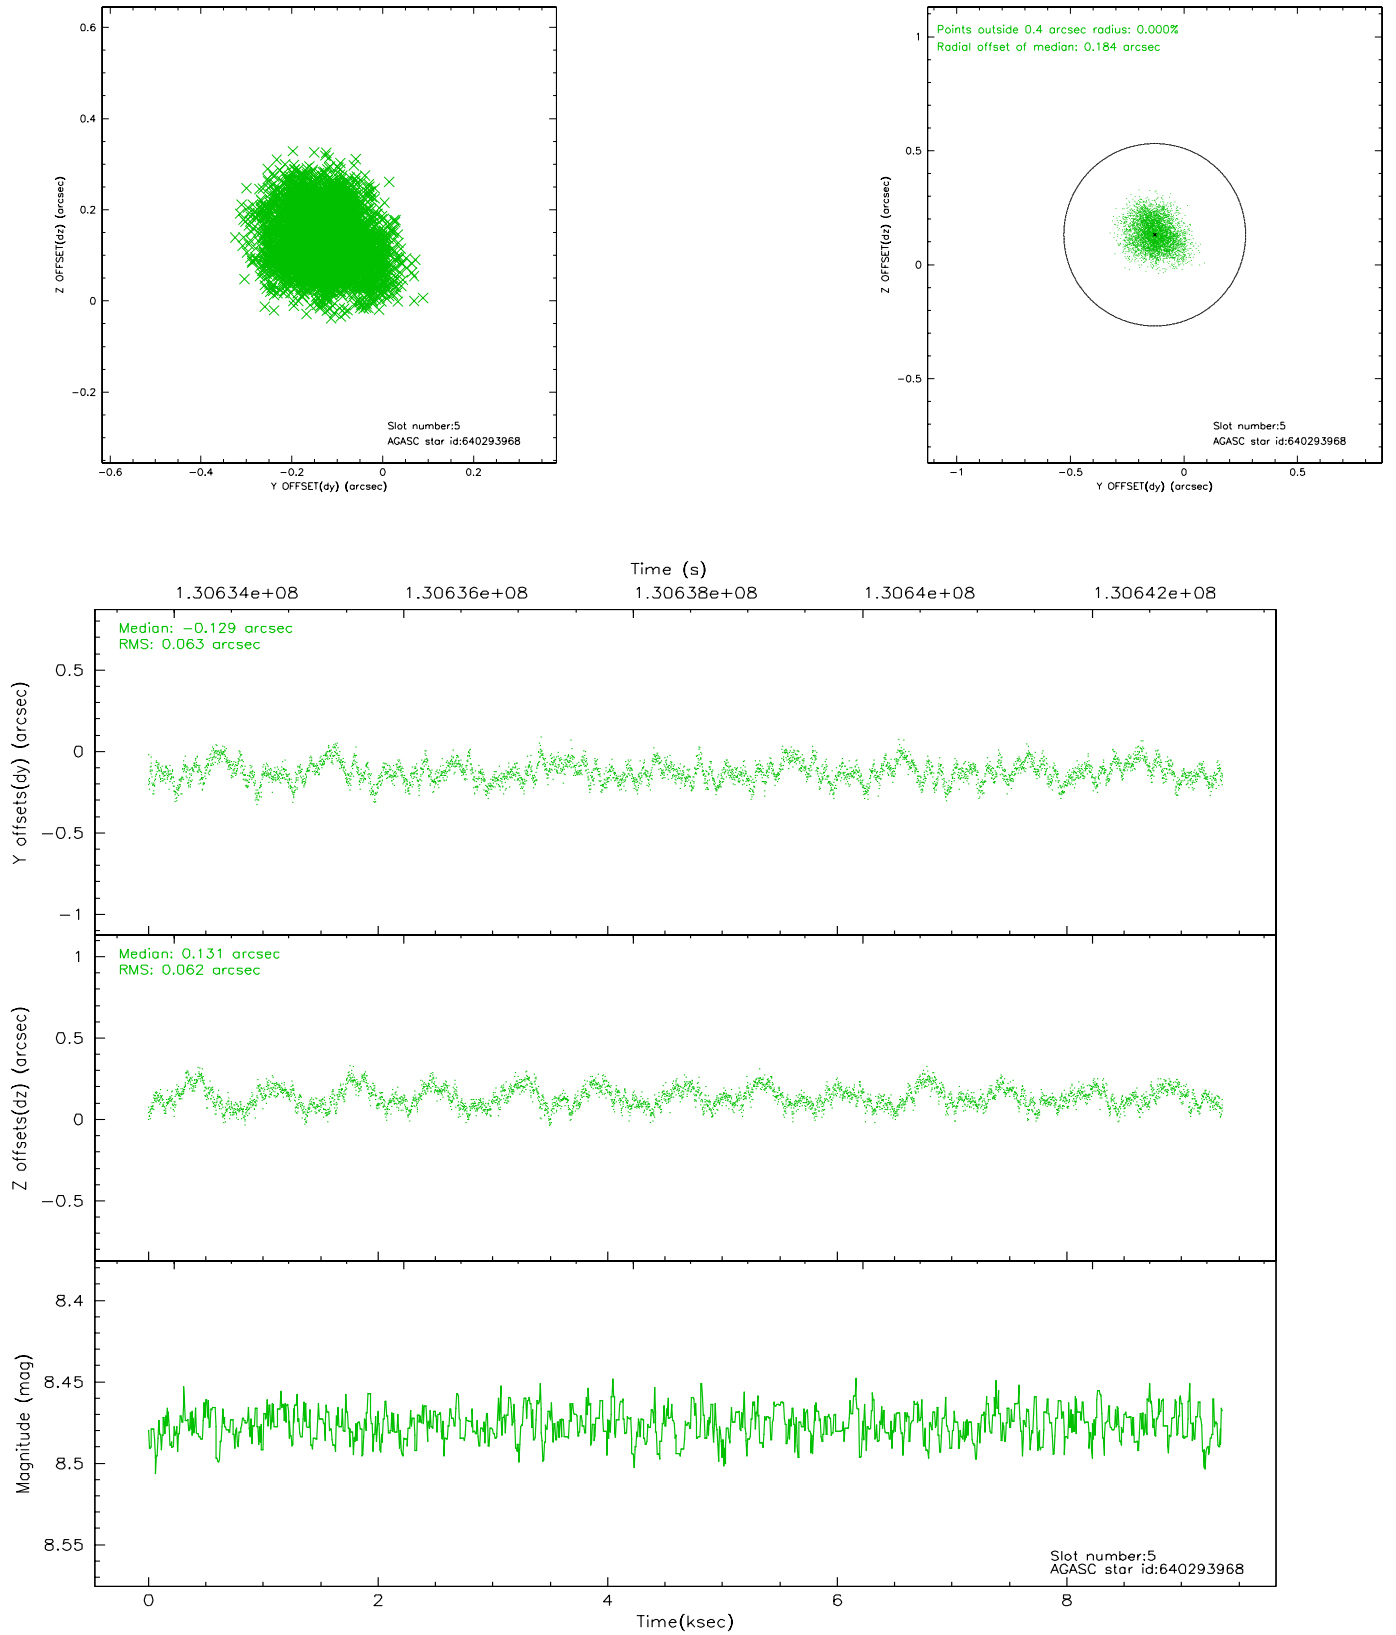 0.6
0.4
0.2
0
−0.2
Z OFFSET(dz) (arcsec)
Slot number:5
AGASC star id:640293968
−0.6 −0.4 −0.2 0 0.2
Y OFFSET(dy) (arcsec)
Points outside 0.4 arcsec radius: 0.000%
Radial offset of median: 0.184 arcsec
1
0.5
0
−0.5
Z OFFSET(dz) (arcsec)
Slot number:5
AGASC star id:640293968
−1 −0.5 0 0.5
Y OFFSET(dy) (arcsec)
Time (s)
1.30634e+08 1.30636e+08 1.30638e+08 1.3064e+08 1.30642e+08
Median: −0.129 arcsec
RMS: 0.063 arcsec
0.5
0
−0.5
−1
Y offsets(dy) (arcsec)
Median: 0.131 arcsec
RMS: 0.062 arcsec
1
0.5
0
−0.5
Z offsets(dz) (arcsec)
8.4
8.45
8.5
8.55
Magnitude (mag)
Slot number:5
AGASC star id:640293968
0 2 4 6 8
Time(ksec)